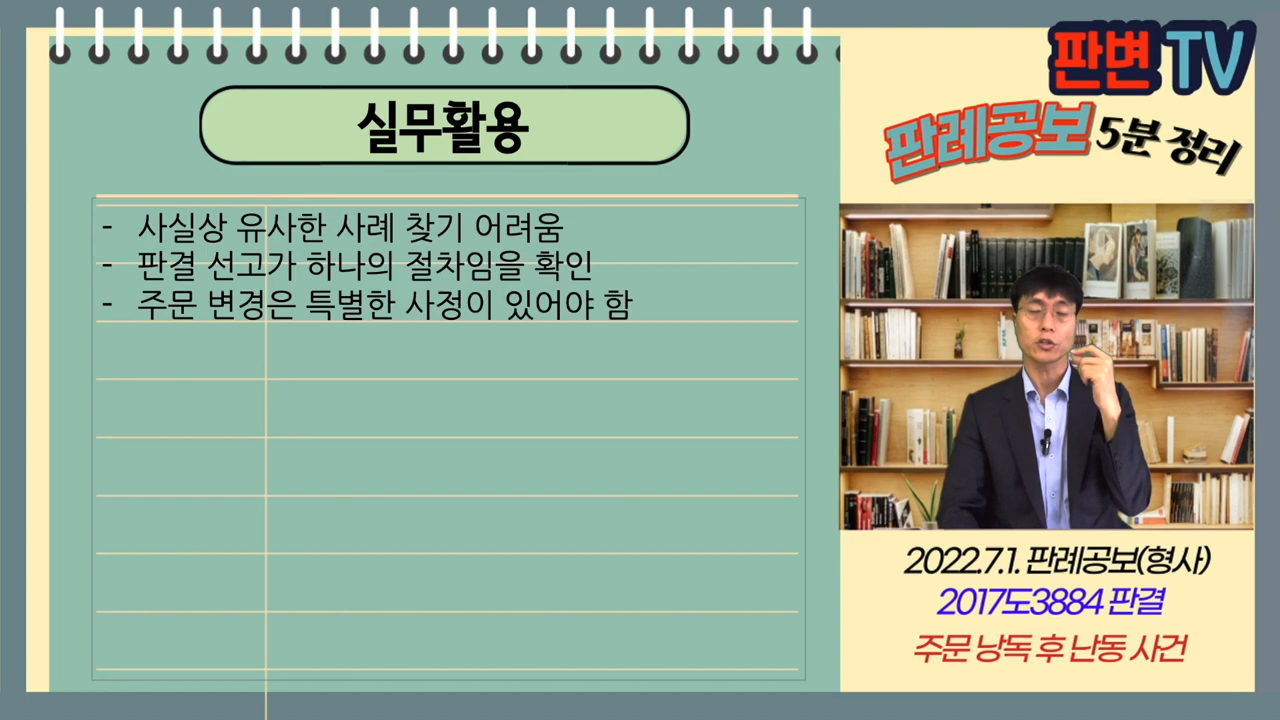 실무활용
- 사실상 유사한 사례 찾기 어려움
- 판결 선고가 하나의 절차임을 확인
- 주문 변경은 특별한 사정이 있어야 함
판변 TV
판례공보 5분 정리
2022.7.1. 판례공보(형사)
2017도3884 판결
주문 낭독 후 난동 사건